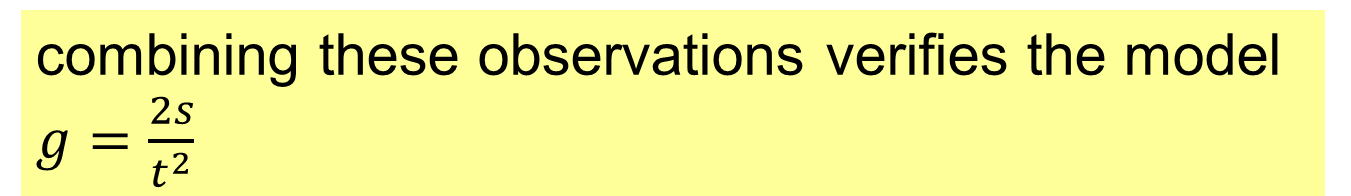 combining these observations verifies the model
g = 2s/t²